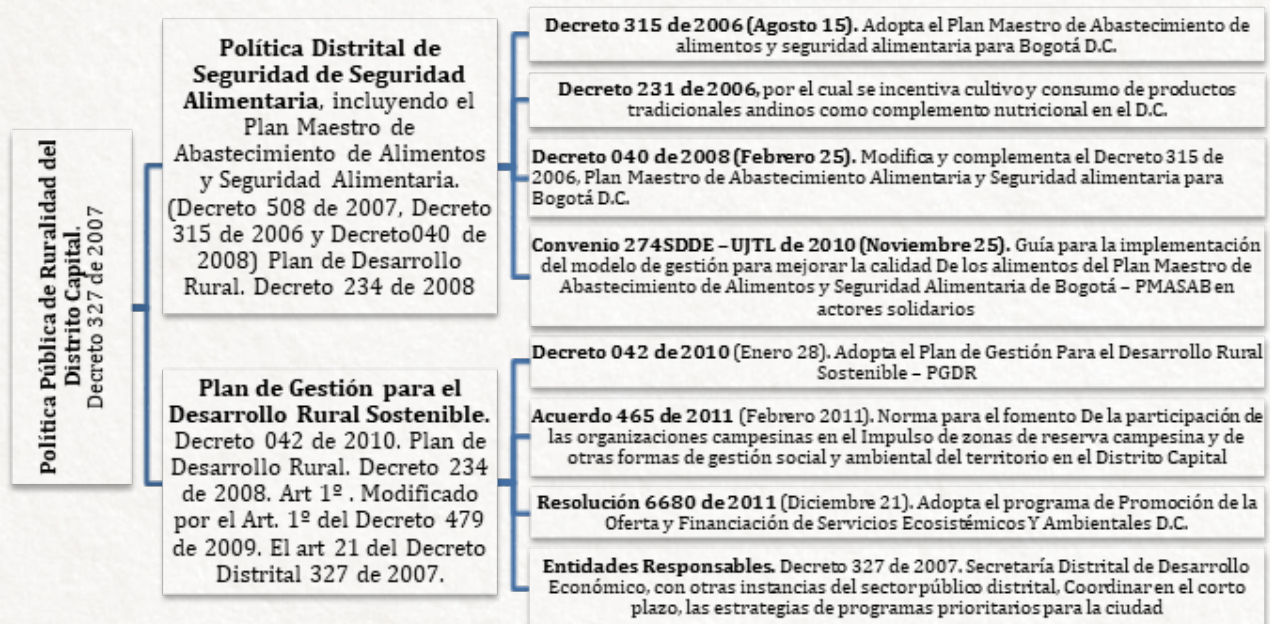 Política Pública de Ruralidad del
Distrito Capital.
Decreto 327 de 2007
Política Distrital de
Seguridad de Seguridad
Alimentaria, incluyendo el
Plan Maestro de
Abastecimiento de Alimentos
y Seguridad Alimentaria.
(Decreto 508 de 2007, Decreto
315 de 2006 y Decreto040 de
2008) Plan de Desarrollo
Rural. Decreto 234 de 2008
Decreto 315 de 2006 (Agosto 15). Adopta el Plan Maestro de Abastecimiento de
alimentos y seguridad alimentaria para Bogotá D.C.
Decreto 231 de 2006, por el cual se incentiva cultivo y consumo de productos
tradicionales andinos como complemento nutricional en el D.C.
Decreto 040 de 2008 (Febrero 25). Modifica y complementa el Decreto 315 de
2006, Plan Maestro de Abastecimiento Alimentaria y Seguridad alimentaria para
Bogotá D.C.
Convenio 274 SDDE – UJTL de 2010 (Noviembre 25). Guía para la implementación
del modelo de gestión para mejorar la calidad De los alimentos del Plan Maestro de
Abastecimiento de Alimentos y Seguridad Alimentaria de Bogotá – PMASAB en
actores solidarios
Plan de Gestión para el
Desarrollo Rural Sostenible.
Decreto 042 de 2010. Plan de
Desarrollo Rural. Decreto 234
de 2008. Art 1º . Modificado
por el Art. 1º del Decreto 479
de 2009. El art 21 del Decreto
Distrital 327 de 2007.
Decreto 042 de 2010 (Enero 28). Adopta el Plan de Gestión Para el Desarrollo Rural
Sostenible – PGDR
Acuerdo 465 de 2011 (Febrero 2011). Norma para el fomento De la participación de
las organizaciones campesinas en el Impulso de zonas de reserva campesina y de
otras formas de gestión social y ambiental del territorio en el Distrito Capital
Resolución 6680 de 2011 (Diciembre 21). Adopta el programa de Promoción de la
Oferta y Financiación de Servicios Ecosistémicos Y Ambientales D.C.
Entidades Responsables. Decreto 327 de 2007. Secretaría Distrital de Desarrollo
Económico, con otras instancias del sector público distrital, Coordinar en el corto
plazo, las estrategias de programas prioritarios para la ciudad